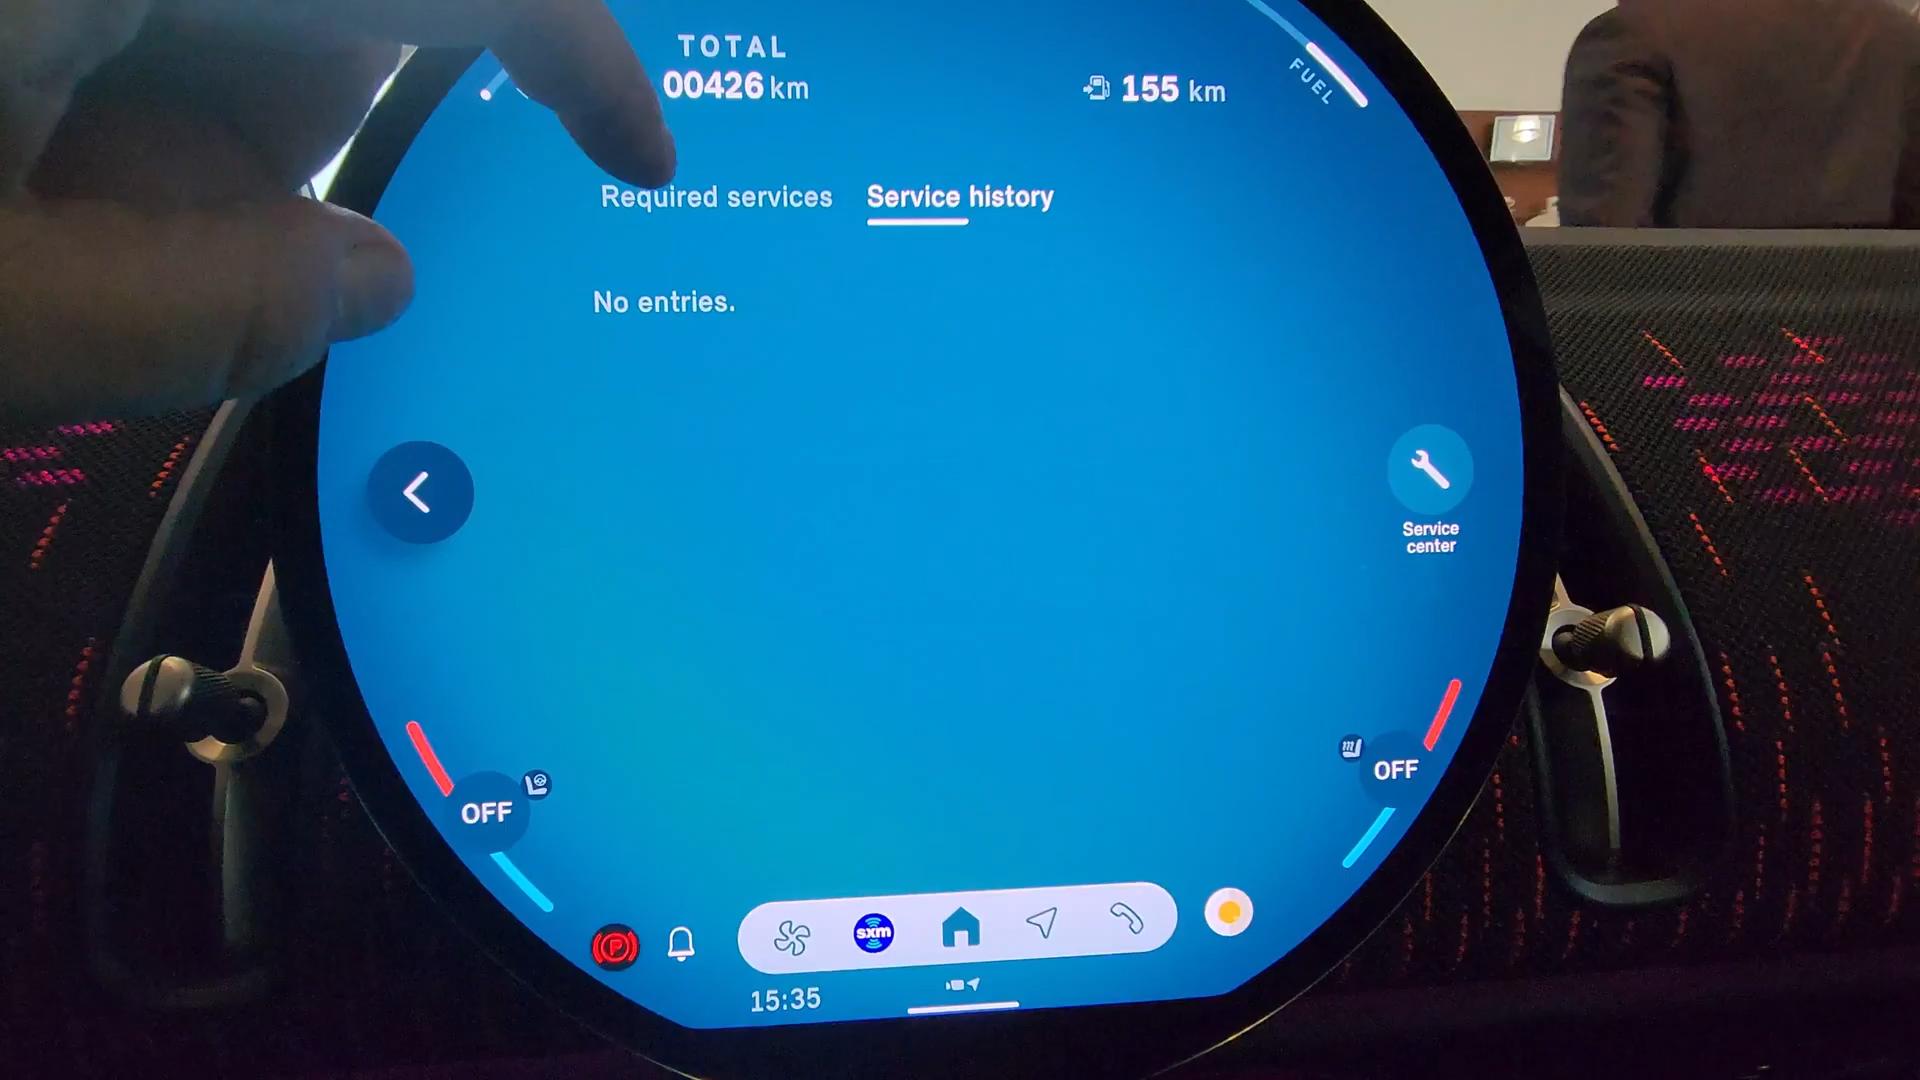 TOTAL
00426 km
155 km
FUEL
Required services
Service history
No entries.
Service
center
OFF
OFF
sxm
P
15:35